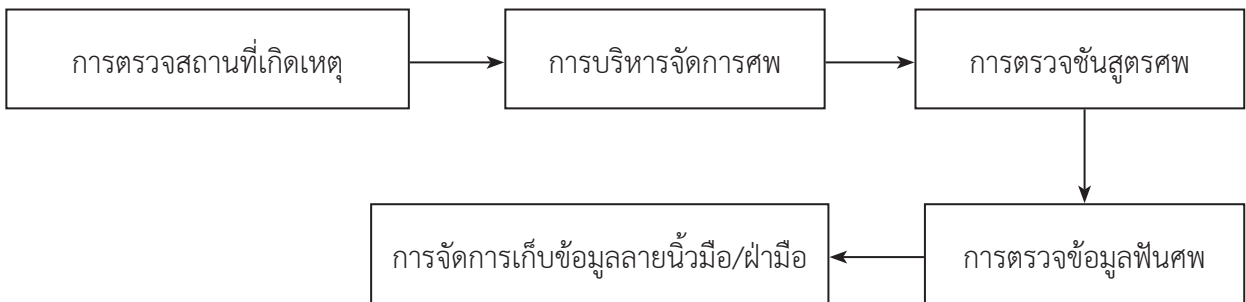 การตรวจสถานที่เกิดเหตุ
การบริหารจัดการศพ
การตรวจชันสูตรศพ
การตรวจข้อมูลฟันศพ
การจัดการเก็บข้อมูลลายนิ้วมือ/ฝ่ามือ